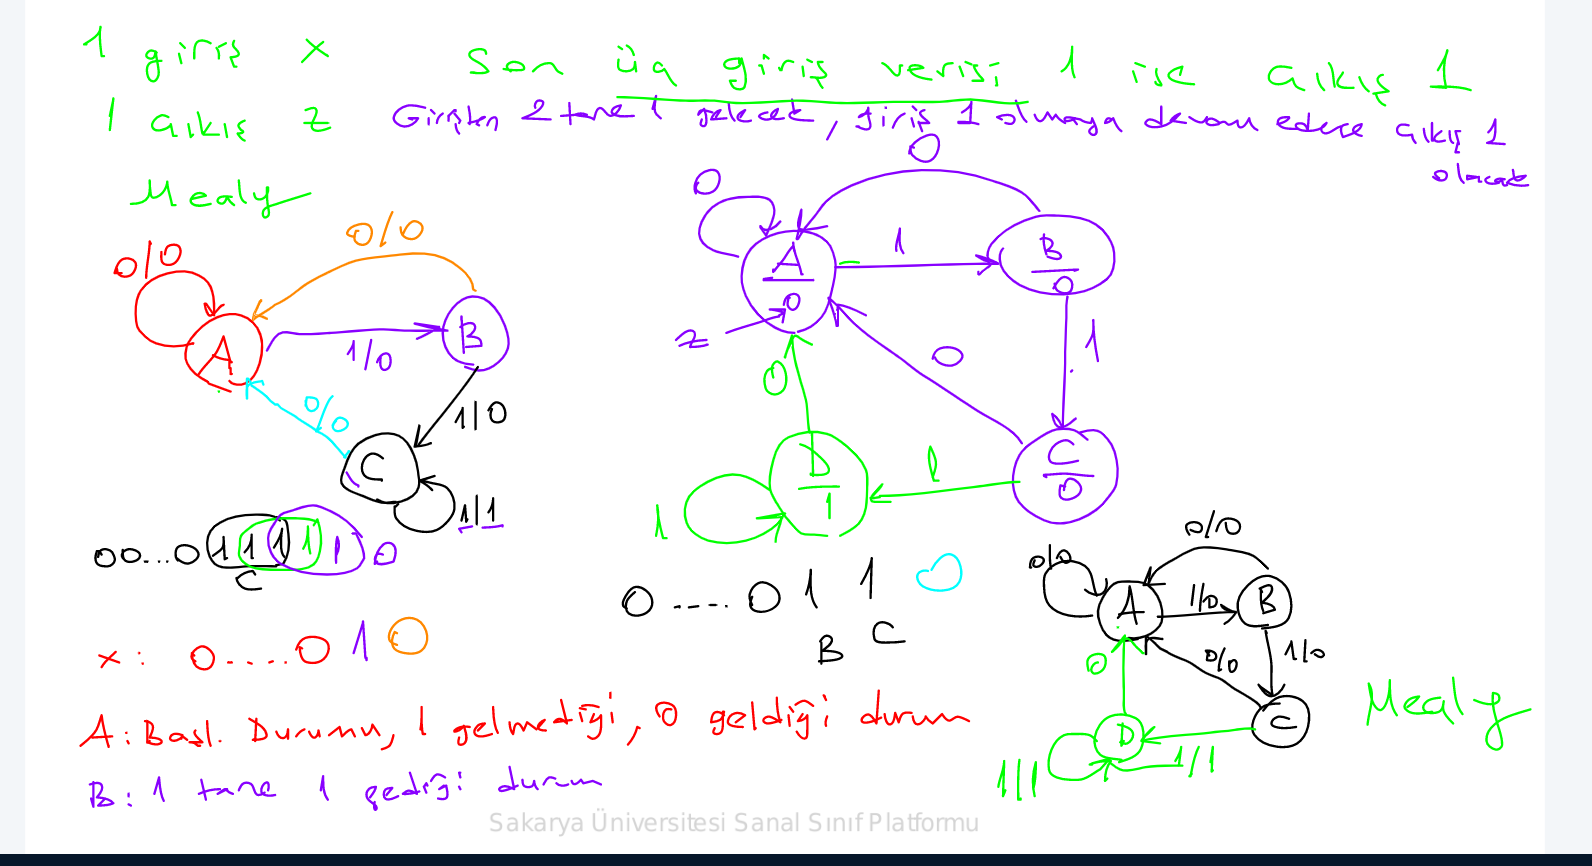 1 giriş x
Son üç giriş verisi 1 ise çıkış 1
1 çıkış z
Girişten 2 tane 1 gelecek, giriş 1 olmaya devam ederse çıkış 1
olacak
Mealy
0/0
0/0
A
1/0
B
0/0
1/0
C
1/1
00...0 1 1 1 1 1 0
C
x: 0....0 1 0
A: Başl. Durumu, 1 gelmediği, 0 geldiği durum
B: 1 tane 1 geldiği durum
0
0
A
0
1
B
0
z
0
1
0
D
1
1
C
0
1
0.....0 1 1 0
B C
0/0
0/0
A
1/0
B
0
0/0
1/0
D
C
1/1
1/1
Mealy
Sakarya Üniversitesi Sanal Sınıf Platformu